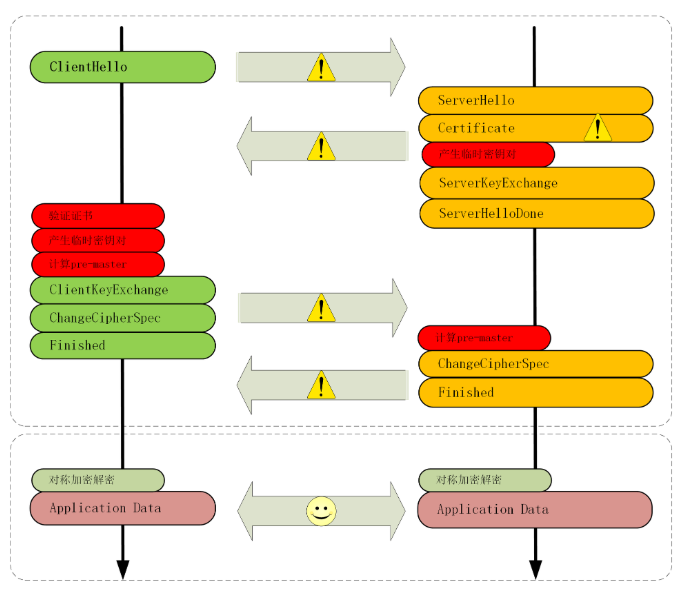 ClientHello
ServerHello
Certificate
产生临时密钥对
ServerKeyExchange
ServerHelloDone
验证证书
产生临时密钥对
计算pre-master
ClientKeyExchange
ChangeCipherSpec
Finished
计算pre-master
ChangeCipherSpec
Finished
对称加密解密
Application Data
对称加密解密
Application Data